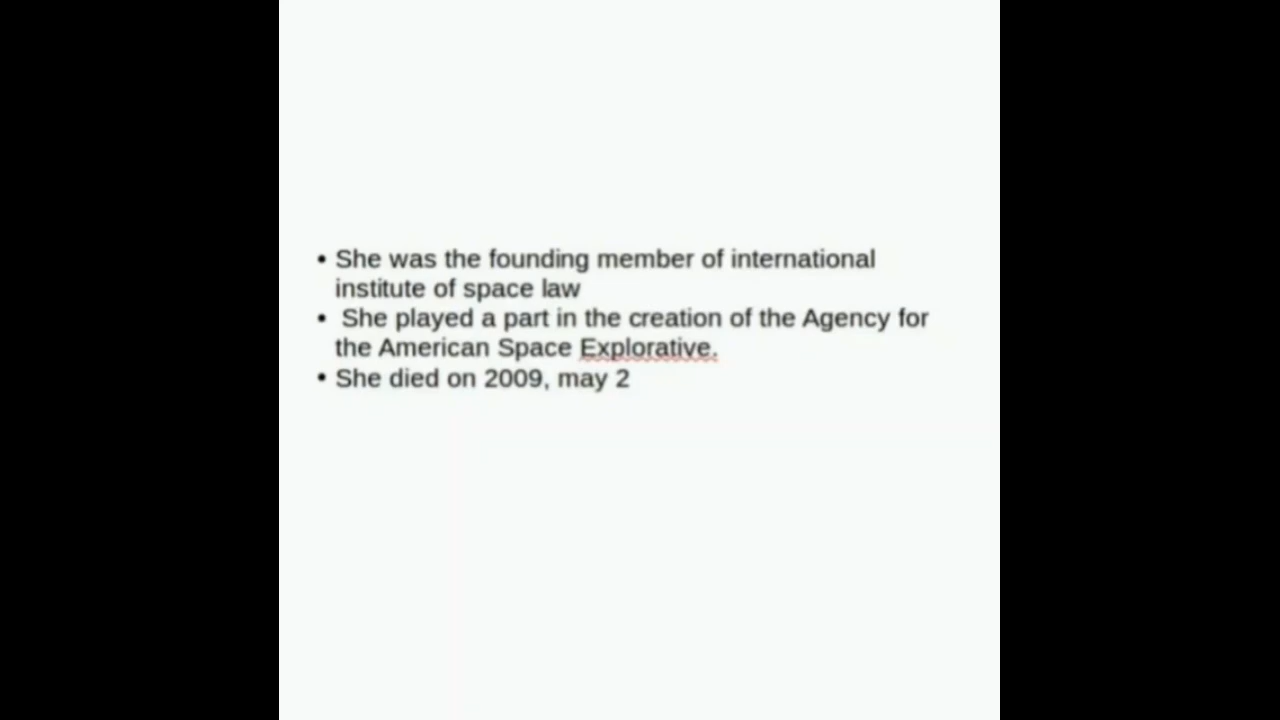 • She was the founding member of international
institute of space law
• She played a part in the creation of the Agency for
the American Space Explorative.
• She died on 2009, may 2